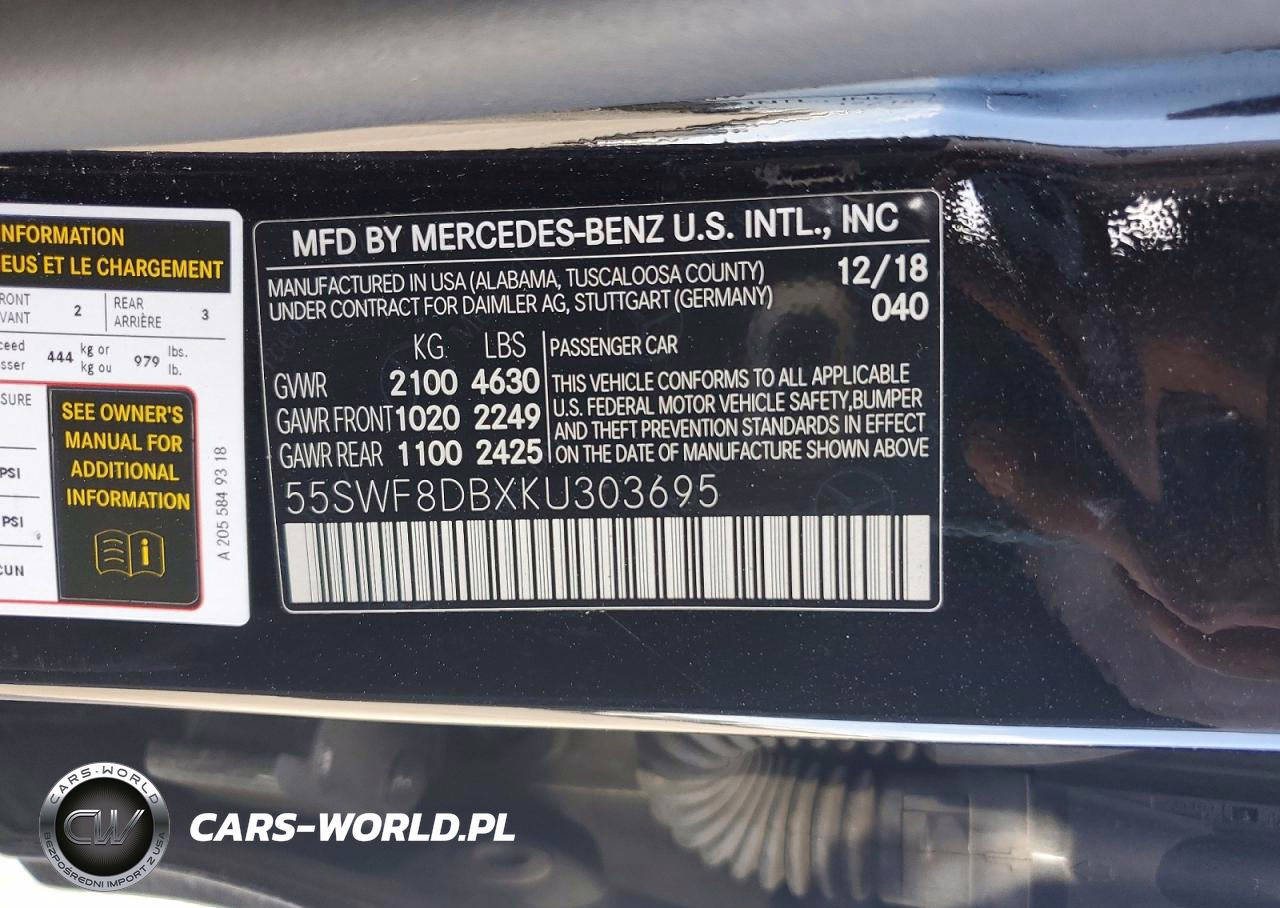 NFORMATION
EUS ET LE CHARGEMENT
RONT
VANT
2
REAR
ARRIÈRE
3
ceed
sser
444
kg or
kg ou
979
lbs.
lb.
SURE
PSI
PSI
CUN
SEE OWNER'S
MANUAL FOR
ADDITIONAL
INFORMATION
A 205 584 93 18
MFD BY MERCEDES-BENZ U.S. INTL., INC
MANUFACTURED IN USA (ALABAMA, TUSCALOOSA COUNTY)
UNDER CONTRACT FOR DAIMLER AG, STUTTGART (GERMANY)
12/18
040
KG LBS
GVWR 2100 4630
GAWR FRONT 1020 2249
GAWR REAR 1100 2425
PASSENGER CAR
THIS VEHICLE CONFORMS TO ALL APPLICABLE
U.S. FEDERAL MOTOR VEHICLE SAFETY,BUMPER
AND THEFT PREVENTION STANDARDS IN EFFECT
ON THE DATE OF MANUFACTURE SHOWN ABOVE
55SWF8DBXKU303695
CARS-WORLD
CW
BEZPOŚREDNI IMPORT Z USA
CARS-WORLD.PL